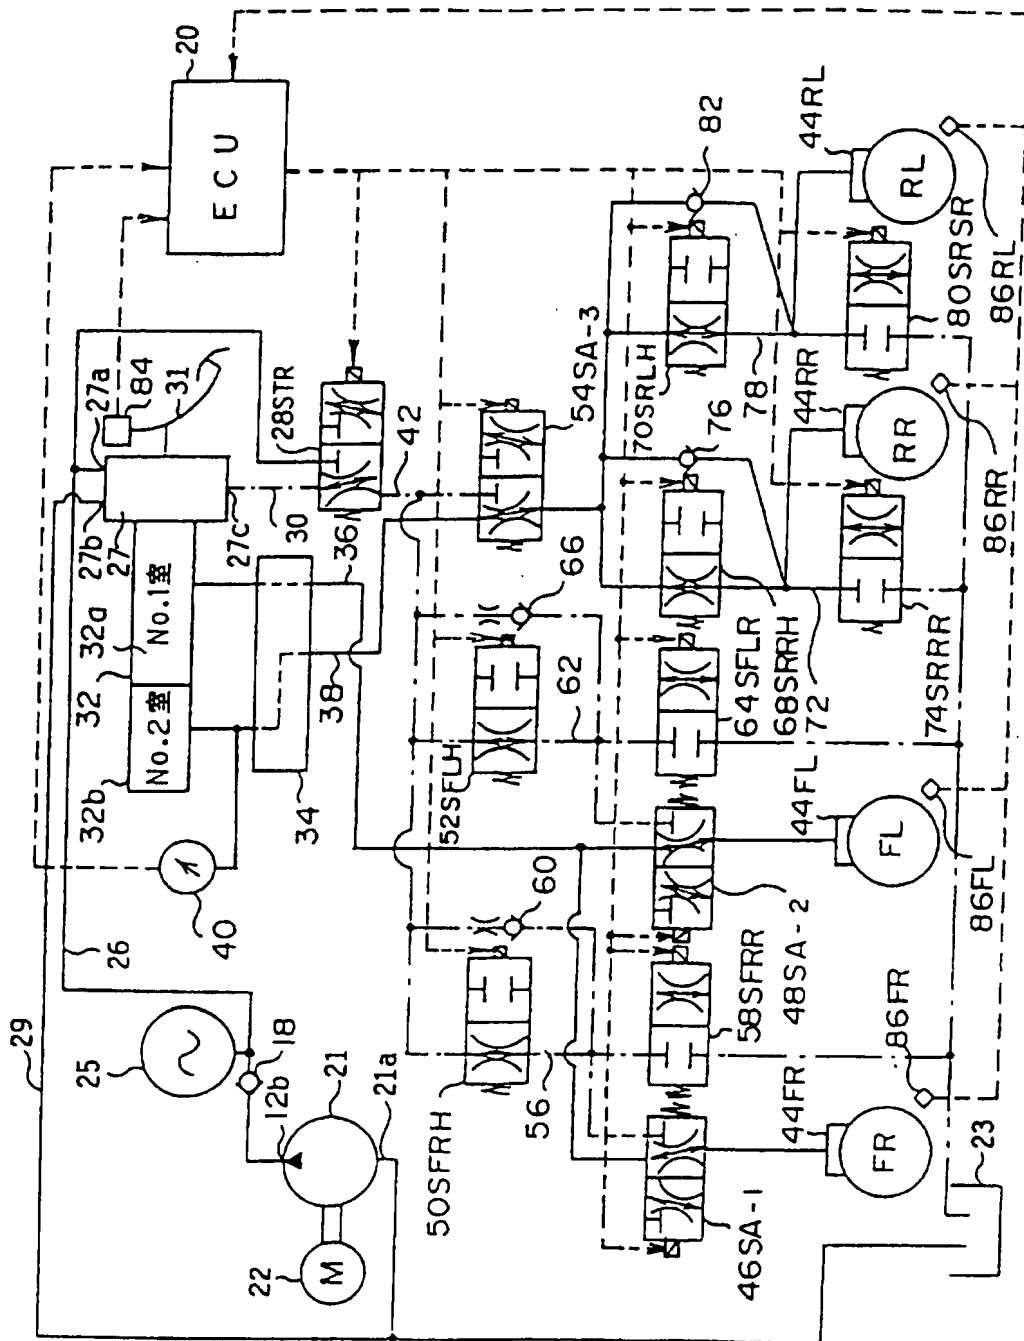 20
ECU
27a
84
31
27b
27
27c
30
28STR
36
42
54SA-3
32a
32
32b
No.1室
No.2室
34
38
40
26
29
25
18
12b
21
21a
22
M
50SFRH
56
60
52SFLH
62
66
70SRLH
82
76
78
44RL
RL
80SRSR
86RL
44RR
RR
86RR
74SRRR
72
68SRRH
64SFLR
44FL
FL
86FL
48SA-2
58SFRR
86FR
44FR
FR
23
46SA-1